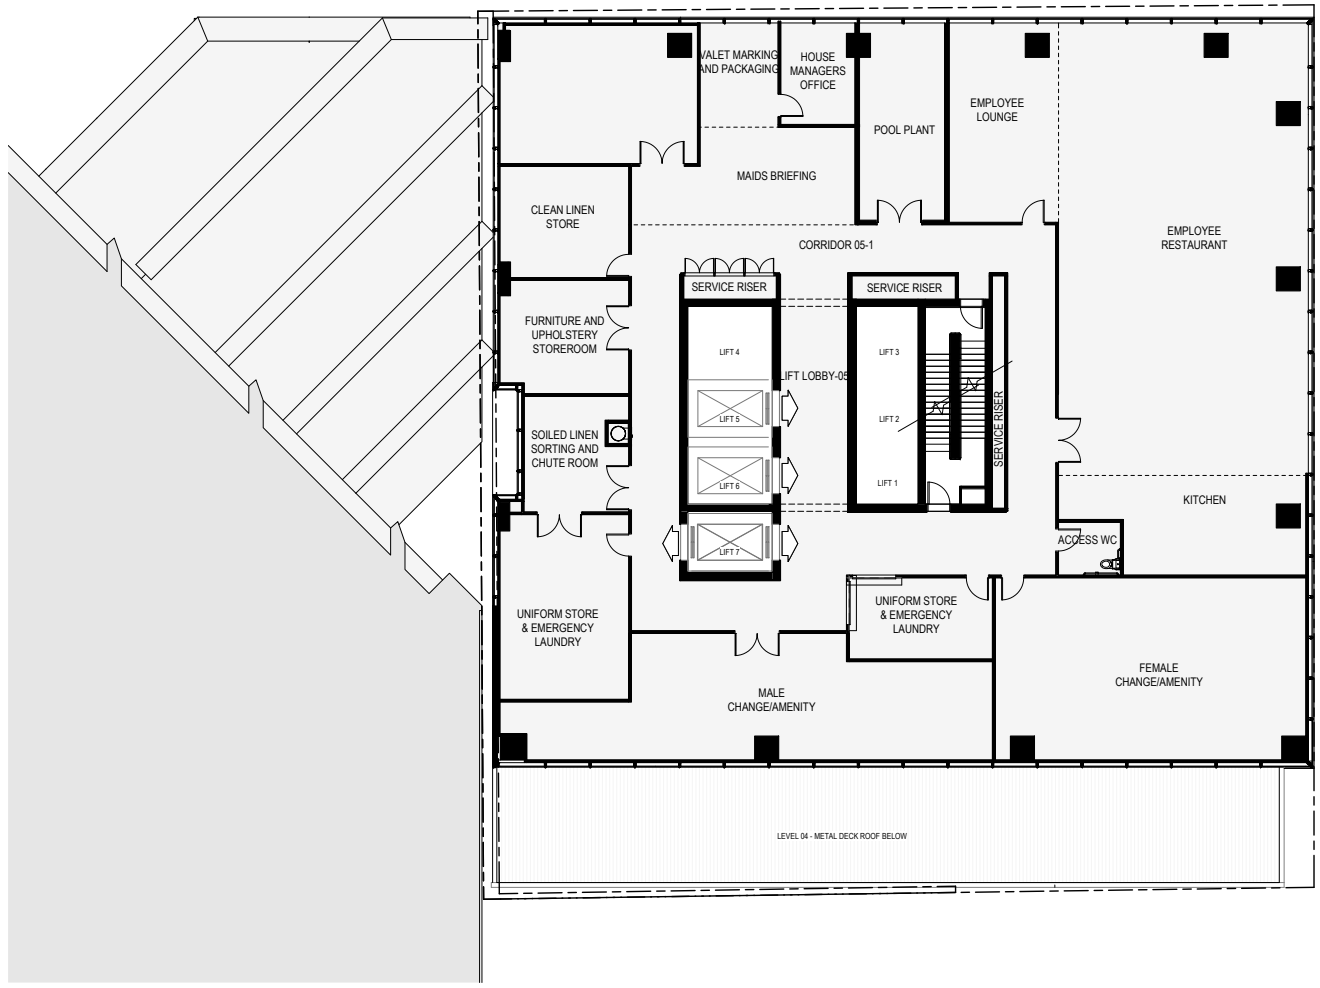 VALET MARKING
AND PACKAGING
HOUSE
MANAGERS
OFFICE
EMPLOYEE
LOUNGE
POOL PLANT
MAIDS BRIEFING
CLEAN LINEN
STORE
EMPLOYEE
RESTAURANT
CORRIDOR 05-1
SERVICE RISER
SERVICE RISER
FURNITURE AND
UPHOLSTERY
STOREROOM
LIFT 4
LIFT 3
LIFT LOBBY-05
LIFT 5
LIFT 2
SERVICE RISER
SOILED LINEN
SORTING AND
CHUTE ROOM
LIFT 6
LIFT 1
KITCHEN
ACCESS WC
LIFT 7
UNIFORM STORE
& EMERGENCY
LAUNDRY
UNIFORM STORE
& EMERGENCY
LAUNDRY
FEMALE
CHANGE/AMENITY
MALE
CHANGE/AMENITY
LEVEL 04 - METAL DECK ROOF BELOW